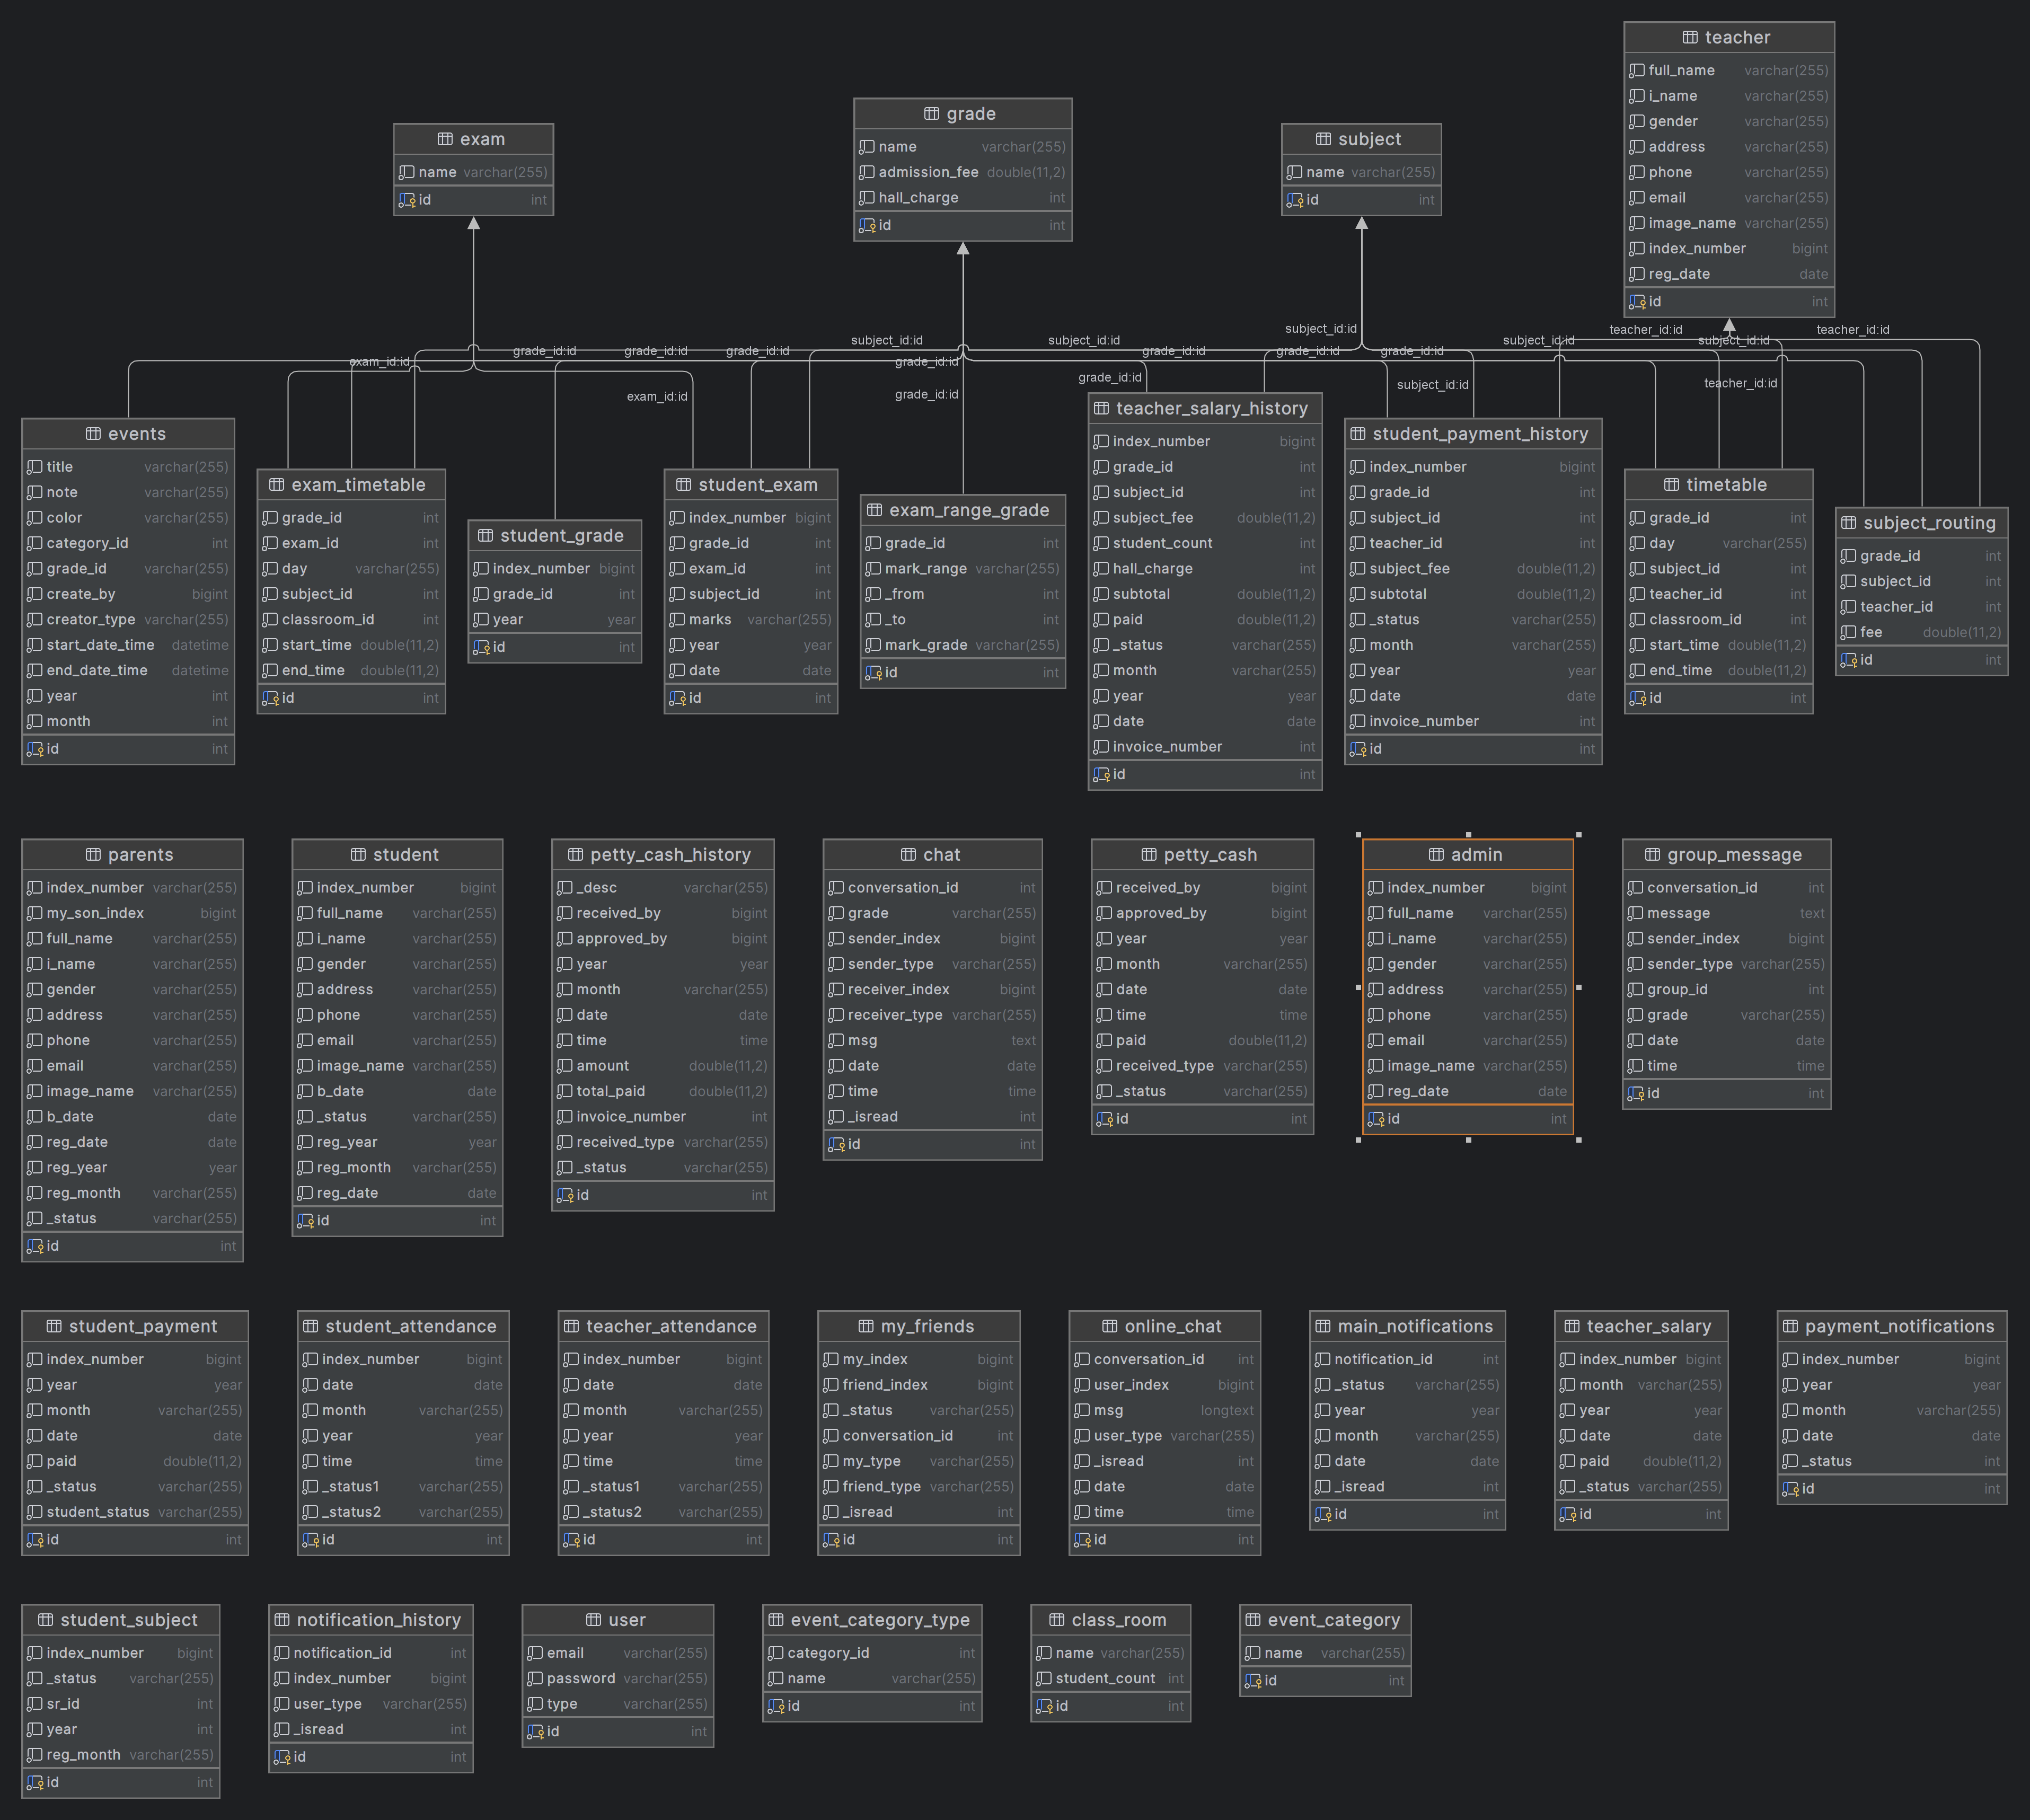 teacher
full_name varchar(255)
i_name varchar(255)
gender varchar(255)
address varchar(255)
phone varchar(255)
email varchar(255)
image_name varchar(255)
index_number bigint
reg_date date
id int
grade
name varchar(255)
admission_fee double(11,2)
hall_charge int
id int
exam
name varchar(255)
id int
subject
name varchar(255)
id int
subject_id:id
teacher_id:id
teacher_id:id
subject_id:id
subject_id:id
subject_id:id
subject_id:id
grade_id:id
grade_id:id
grade_id:id
grade_id:id
grade_id:id
grade_id:id
exam_id:id
grade_id:id
grade_id:id
teacher_id:id
subject_id:id
grade_id:id
exam_id:id
events
title varchar(255)
note varchar(255)
color varchar(255)
category_id int
grade_id varchar(255)
create_by bigint
creator_type varchar(255)
start_date_time datetime
end_date_time datetime
year int
month int
id int
exam_timetable
grade_id int
exam_id int
day varchar(255)
subject_id int
classroom_id int
start_time double(11,2)
end_time double(11,2)
id int
student_grade
index_number bigint
grade_id int
year year
id int
student_exam
index_number bigint
grade_id int
exam_id int
subject_id int
marks varchar(255)
year year
date date
id int
exam_range_grade
grade_id int
mark_range varchar(255)
_from int
_to int
mark_grade varchar(255)
id int
teacher_salary_history
index_number bigint
grade_id int
subject_id int
subject_fee double(11,2)
student_count int
hall_charge int
subtotal double(11,2)
paid double(11,2)
_status varchar(255)
month varchar(255)
year year
date date
invoice_number int
id int
student_payment_history
index_number bigint
grade_id int
subject_id int
teacher_id int
subject_fee double(11,2)
subtotal double(11,2)
_status varchar(255)
month varchar(255)
year year
date date
invoice_number int
id int
timetable
grade_id int
day varchar(255)
subject_id int
teacher_id int
classroom_id int
start_time double(11,2)
end_time double(11,2)
id int
subject_routing
grade_id int
subject_id int
teacher_id int
fee double(11,2)
id int
parents
index_number varchar(255)
my_son_index bigint
full_name varchar(255)
i_name varchar(255)
gender varchar(255)
address varchar(255)
phone varchar(255)
email varchar(255)
image_name varchar(255)
b_date date
reg_date date
reg_year year
reg_month varchar(255)
_status varchar(255)
id int
student
index_number bigint
full_name varchar(255)
i_name varchar(255)
gender varchar(255)
address varchar(255)
phone varchar(255)
email varchar(255)
image_name varchar(255)
b_date date
_status varchar(255)
reg_year year
reg_month varchar(255)
reg_date date
id int
petty_cash_history
_desc varchar(255)
received_by bigint
approved_by bigint
year year
month varchar(255)
date date
time time
amount double(11,2)
total_paid double(11,2)
invoice_number int
received_type varchar(255)
_status varchar(255)
id int
chat
conversation_id int
grade varchar(255)
sender_index bigint
sender_type varchar(255)
receiver_index bigint
receiver_type varchar(255)
msg text
date date
time time
_isread int
id int
petty_cash
received_by bigint
approved_by bigint
year year
month varchar(255)
date date
time time
paid double(11,2)
received_type varchar(255)
_status varchar(255)
id int
admin
index_number bigint
full_name varchar(255)
i_name varchar(255)
gender varchar(255)
address varchar(255)
phone varchar(255)
email varchar(255)
image_name varchar(255)
reg_date date
id int
group_message
conversation_id int
message text
sender_index bigint
sender_type varchar(255)
group_id int
grade varchar(255)
date date
time time
id int
student_payment
index_number bigint
year year
month varchar(255)
date date
paid double(11,2)
_status varchar(255)
student_status varchar(255)
id int
student_attendance
index_number bigint
date date
month varchar(255)
year year
time time
_status1 varchar(255)
_status2 varchar(255)
id int
teacher_attendance
index_number bigint
date date
month varchar(255)
year year
time time
_status1 varchar(255)
_status2 varchar(255)
id int
my_friends
my_index bigint
friend_index bigint
_status varchar(255)
conversation_id int
my_type varchar(255)
friend_type varchar(255)
_isread int
id int
online_chat
conversation_id int
user_index bigint
msg longtext
user_type varchar(255)
_isread int
date date
time time
id int
main_notifications
notification_id int
_status varchar(255)
year year
month varchar(255)
date date
_isread int
id int
teacher_salary
index_number bigint
month varchar(255)
year year
date date
paid double(11,2)
_status varchar(255)
id int
payment_notifications
index_number bigint
year year
month varchar(255)
date date
_status int
id int
student_subject
index_number bigint
_status varchar(255)
sr_id int
year int
reg_month varchar(255)
id int
notification_history
notification_id int
index_number bigint
user_type varchar(255)
_isread int
id int
user
email varchar(255)
password varchar(255)
type varchar(255)
id int
event_category_type
category_id int
name varchar(255)
id int
class_room
name varchar(255)
student_count int
id int
event_category
name varchar(255)
id int